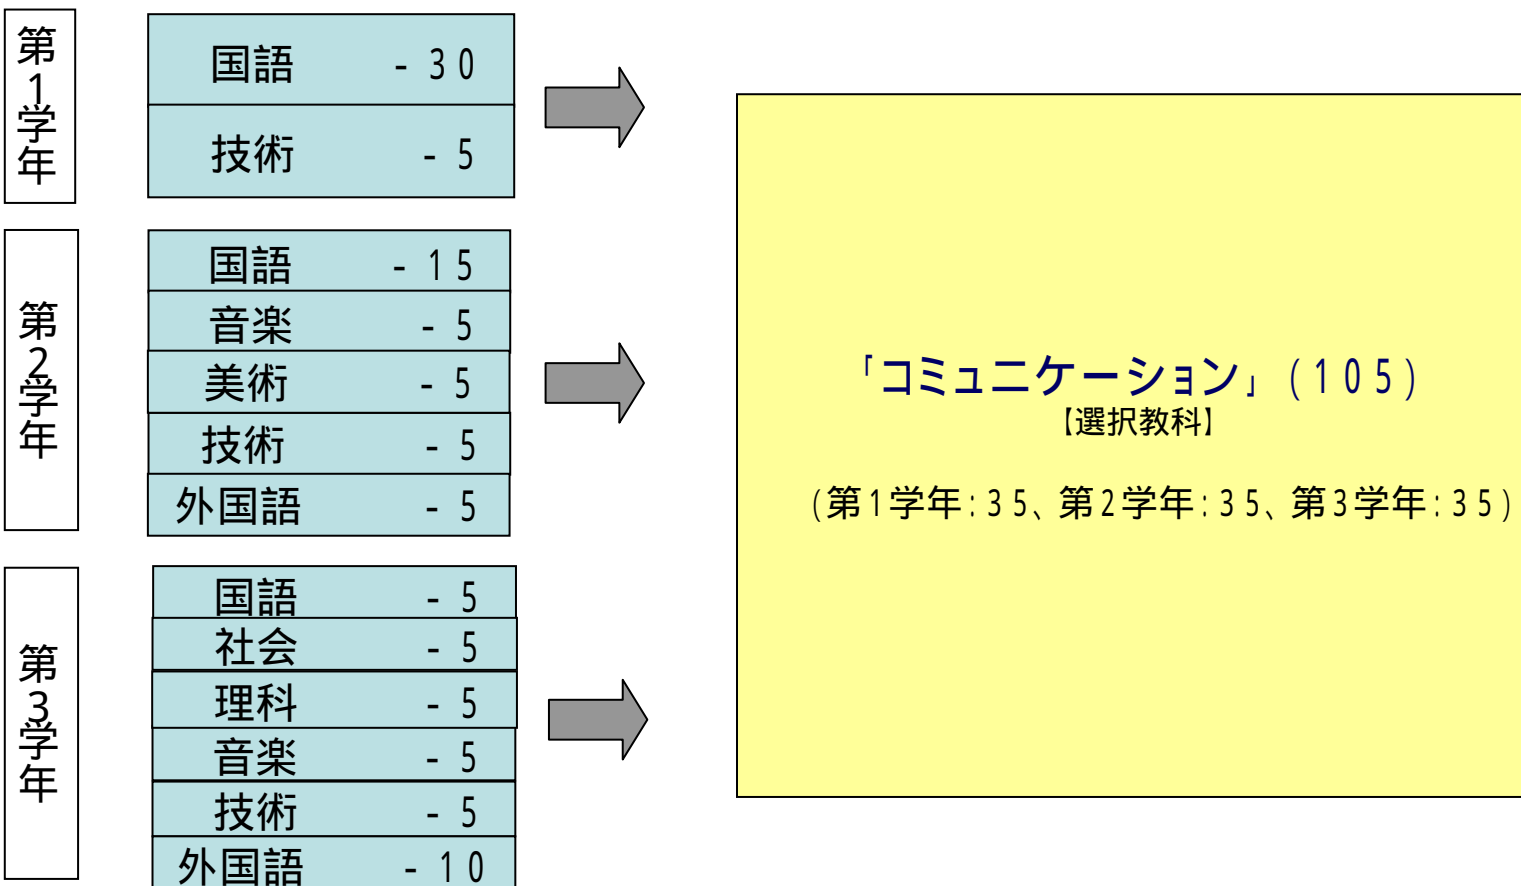 第1学年
国語 -30
技術 -5
第2学年
国語 -15
音楽 -5
美術 -5
技術 -5
外国語 -5
第3学年
国語 -5
社会 -5
理科 -5
音楽 -5
技術 -5
外国語 -10
「コミュニケーション」(105)
【選択教科】
(第1学年:35、第2学年:35、第3学年:35)